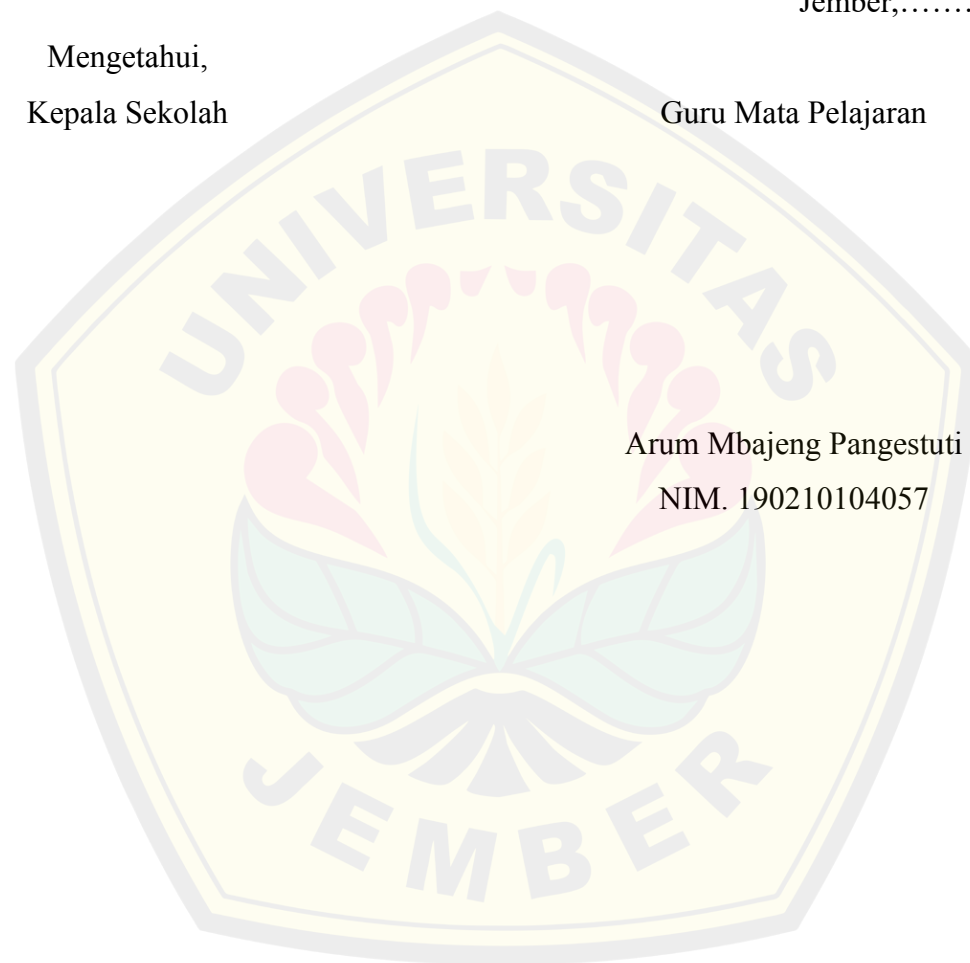 Jember,………
Mengetahui,
Kepala Sekolah
Guru Mata Pelajaran
UNIVERSITAS
Arum Mbajeng Pangestuti
NIM. 190210104057
JEMBER